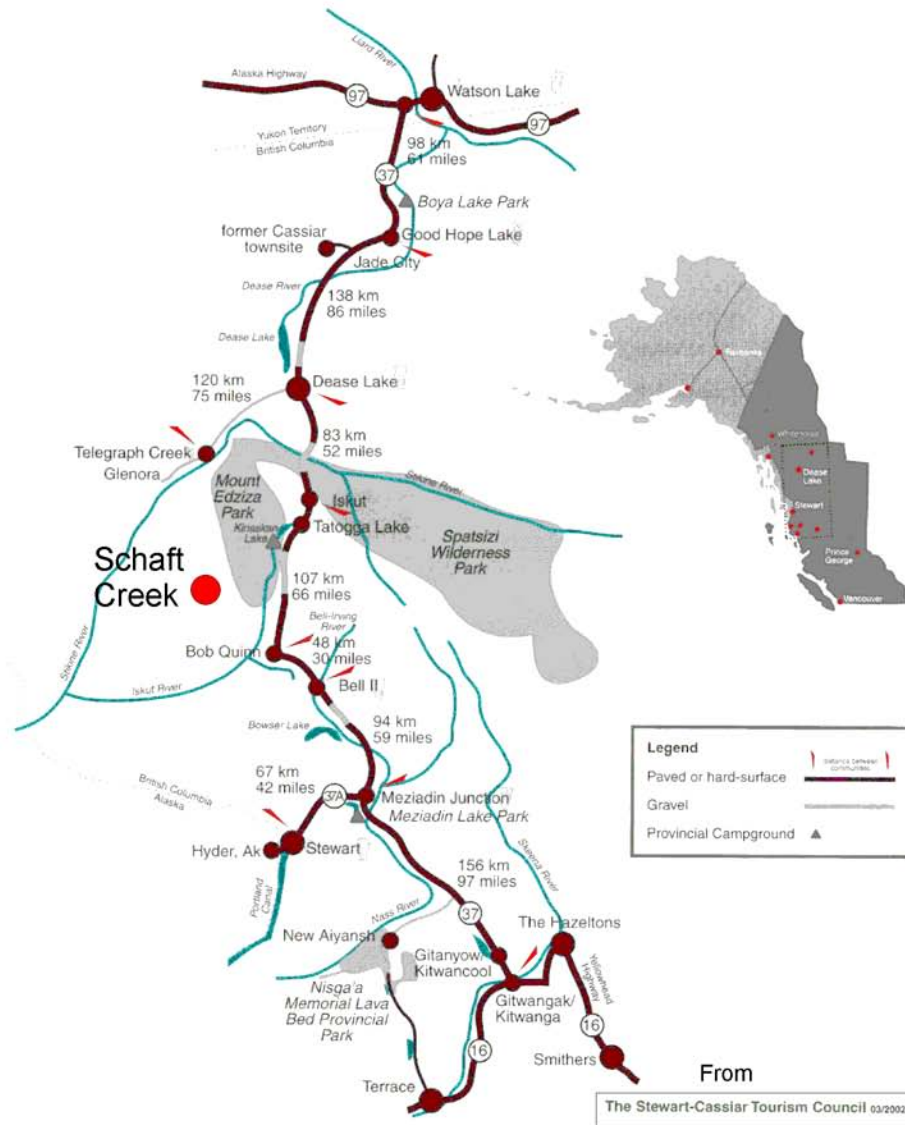 Liard River
Alaska Highway
97
Watson Lake
97
Yukon Territory
British Columbia
98 km
61 miles
37
Boya Lake Park
former Cassiar
townsite
Good Hope Lake
Jade City
Dease River
138 km
86 miles
Dease Lake
120 km
75 miles
Dease Lake
Fairbanks
Telegraph Creek
Glenora
83 km
52 miles
Whitehorse
Mount
Edziza
Park
Stikine River
Iskut
Dease
Lake
Kinaskan
Lake
Tatogga Lake
Stewart
Spatsizi
Wilderness
Park
Prince
George
Schaft
Creek
107 km
66 miles
Vancouver
Bell-Irving
River
48 km
30 miles
Bob Quinn
Stikine River
Iskut River
Bell II
Bowser Lake
94 km
59 miles
Legend
distance between
communities
Paved or hard-surface
Gravel
Provincial Campground
British Columbia
Alaska
67 km
42 miles
37A
Meziadin Junction
Meziadin Lake Park
Hyder, Ak
Stewart
Portland
Canal
156 km
97 miles
Skeena River
Nass River
37
The Hazeltons
New Aiyansh
Gitanyow/
Kitwancool
Yellowhead
Highway
Nisga'a
Memorial Lava
Bed Provincial
Park
Gitwangak/
Kitwanga
16
16
Smithers
Terrace
From
The Stewart-Cassiar Tourism Council 03/2002